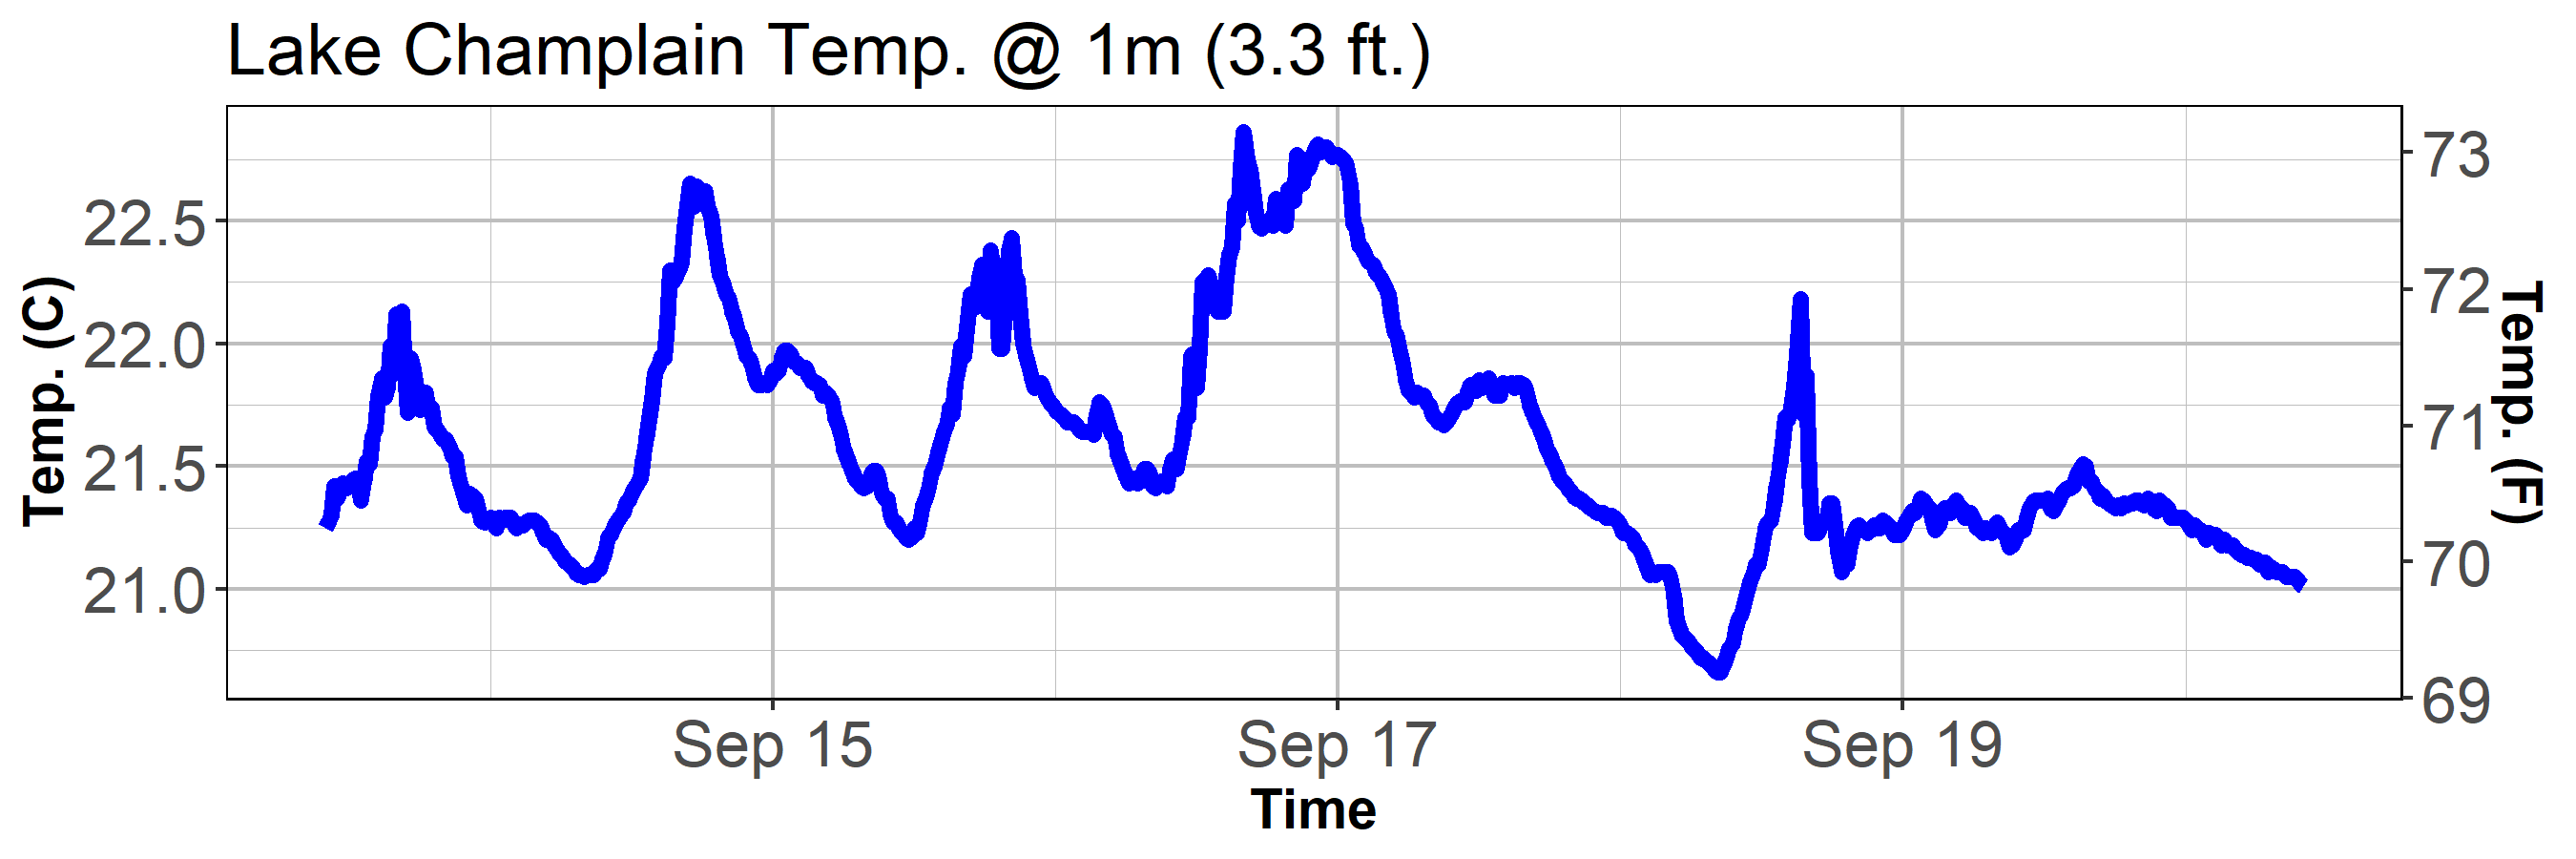 Lake Champlain Temp. @ 1m (3.3 ft.)
Temp. (C)
22.5
22.0
21.5
21.0
73
72
71
70
69
Temp. (F)
Sep 15 Sep 17 Sep 19
Time